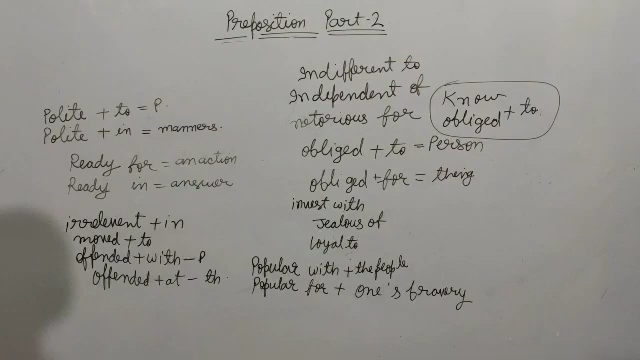 Preposition Part-2
Polite + to = P.
Polite + in = manners.
Ready for = an action
Ready in = answer
irrelevent + in
moved + to
offended + with - P
offended + at - th.
Indifferent to
Independent of
notorious for
Know
obliged + to
obliged + to = Person
obliged + for = thing
invest with
Jealous of
loyal to
Popular with + the people
Popular for + one's bravery